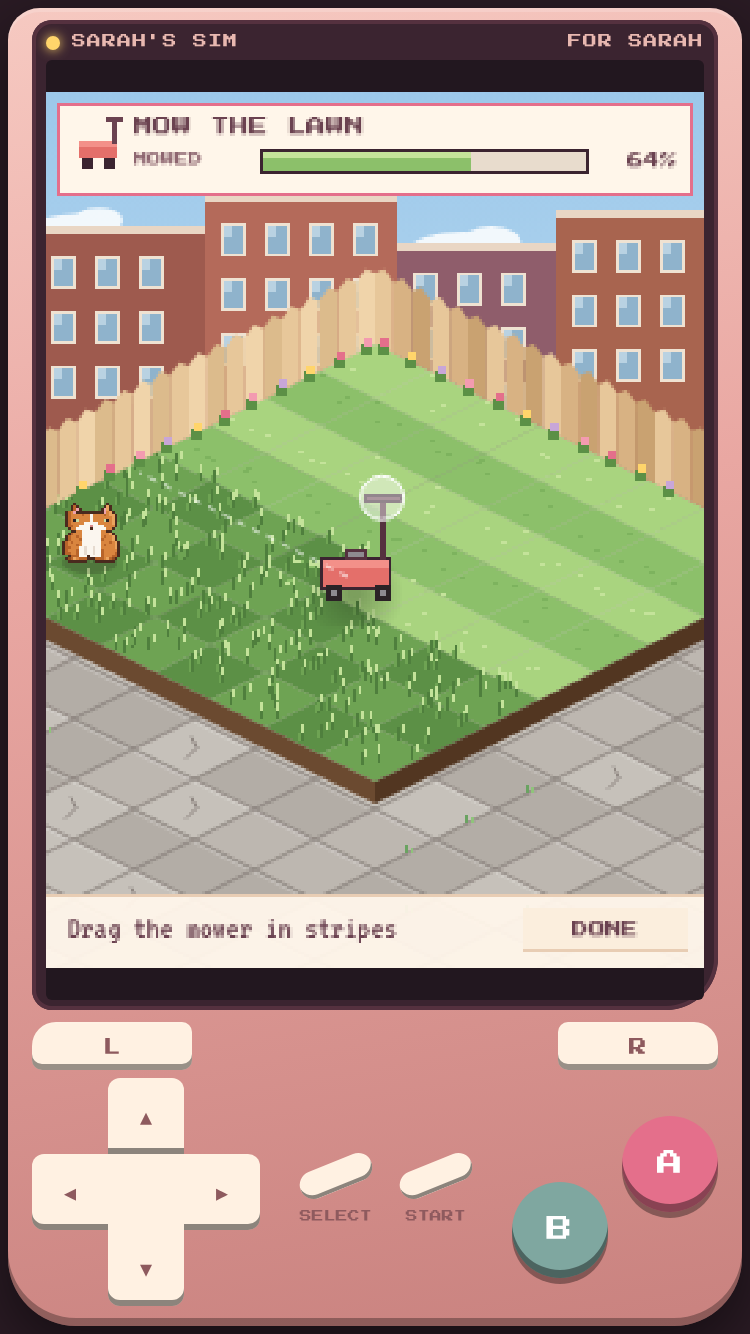 SARAH'S SIM
FOR SARAH
MOW THE LAWN
MOWED
64%
Drag the mower in stripes
DONE
L
R
SELECT
START
A
B